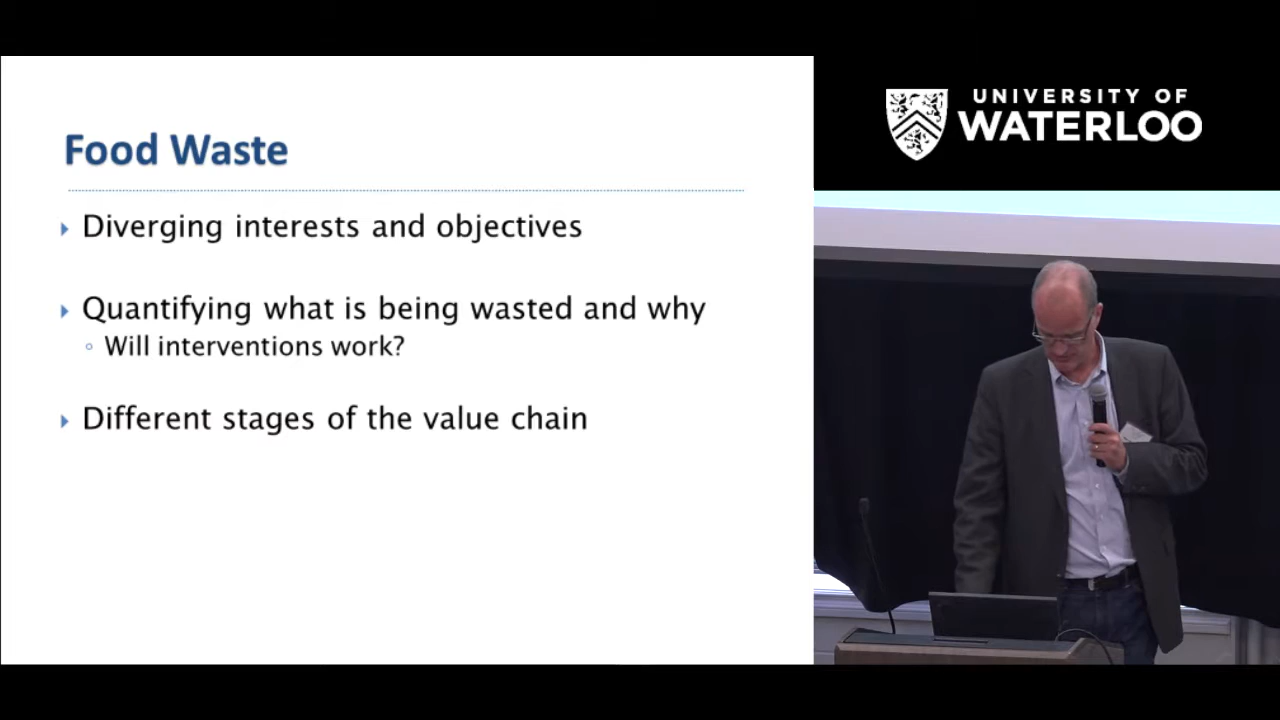 Food Waste
Diverging interests and objectives
Quantifying what is being wasted and why
Will interventions work?
Different stages of the value chain
UNIVERSITY OF
WATERLOO